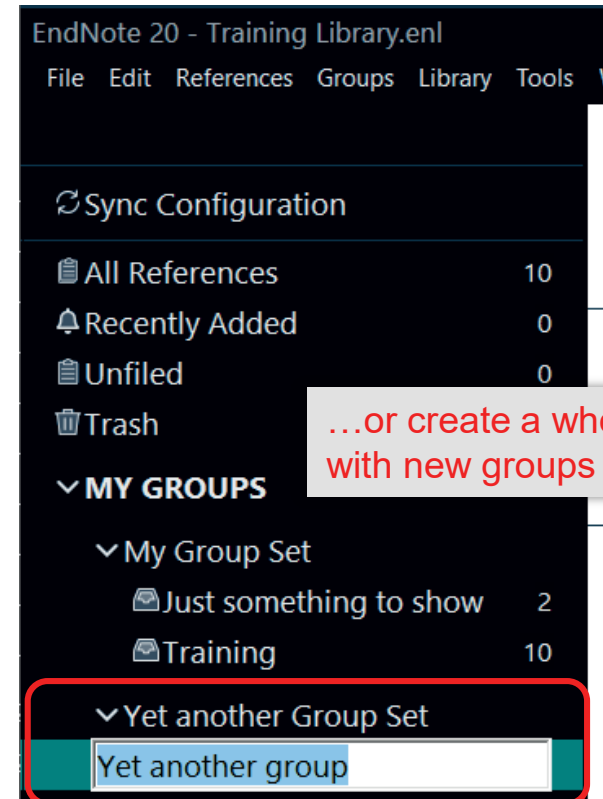 EndNote 20 - Training Library.enl
File Edit References Groups Library Tools
Sync Configuration
All References 10
Recently Added 0
Unfiled 0
Trash
…or create a
with new groups
MY GROUPS
My Group Set
Just something to show 2
Training 10
Yet another Group Set
Yet another group